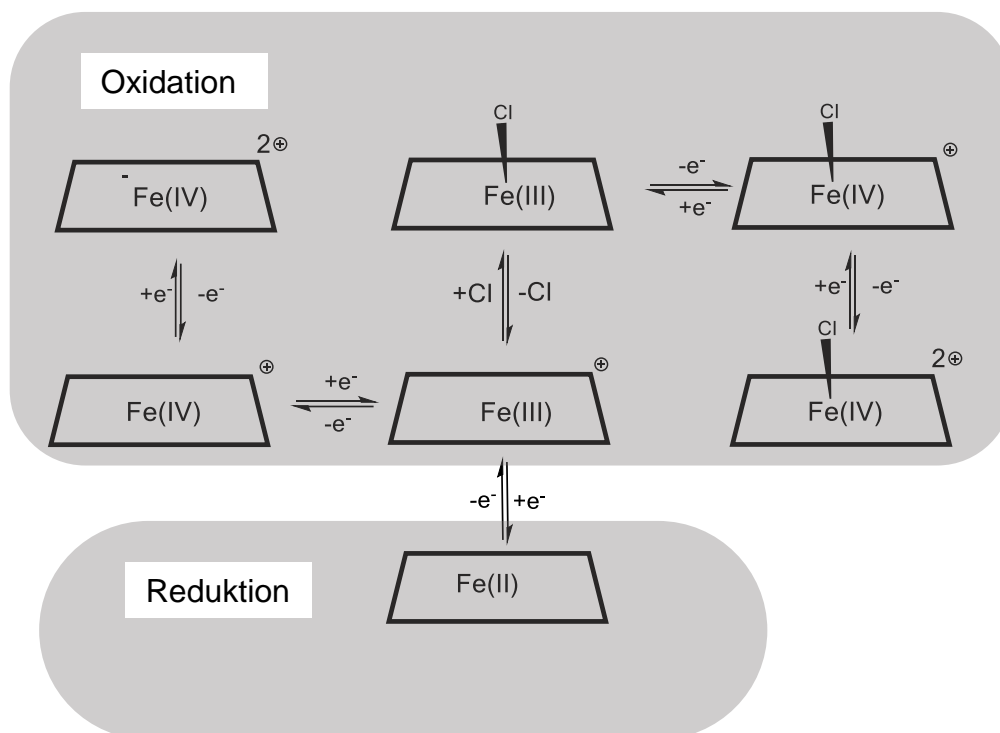 Oxidation
2⊕
-
Fe(IV)
Cl
Fe(III)
-e⁻
+e⁻
Cl
⊕
Fe(IV)
+e⁻ -e⁻
+Cl -Cl
+e⁻ -e⁻
⊕
Fe(IV)
+e⁻
-e⁻
⊕
Fe(III)
Cl
2⊕
Fe(IV)
-e⁻ +e⁻
Reduktion
Fe(II)